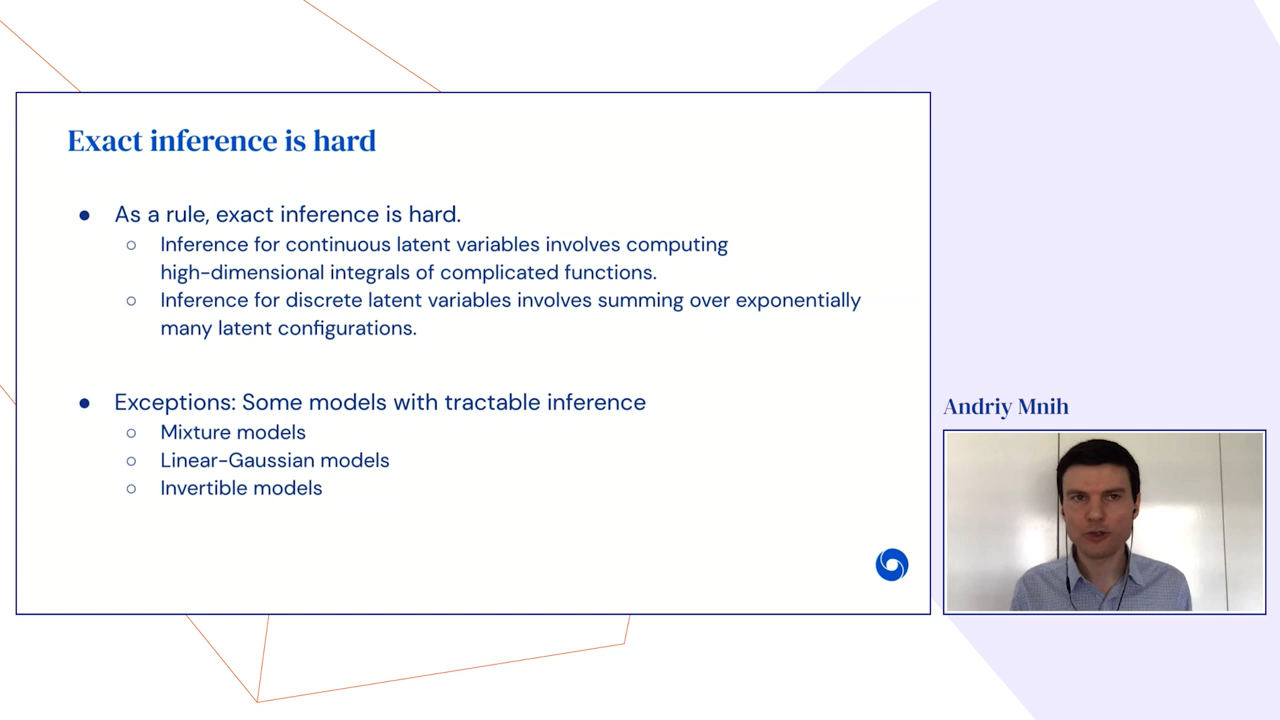 Exact inference is hard
● As a rule, exact inference is hard.
○ Inference for continuous latent variables involves computing
high-dimensional integrals of complicated functions.
○ Inference for discrete latent variables involves summing over exponentially
many latent configurations.
● Exceptions: Some models with tractable inference
○ Mixture models
○ Linear-Gaussian models
○ Invertible models
Andriy Mnih